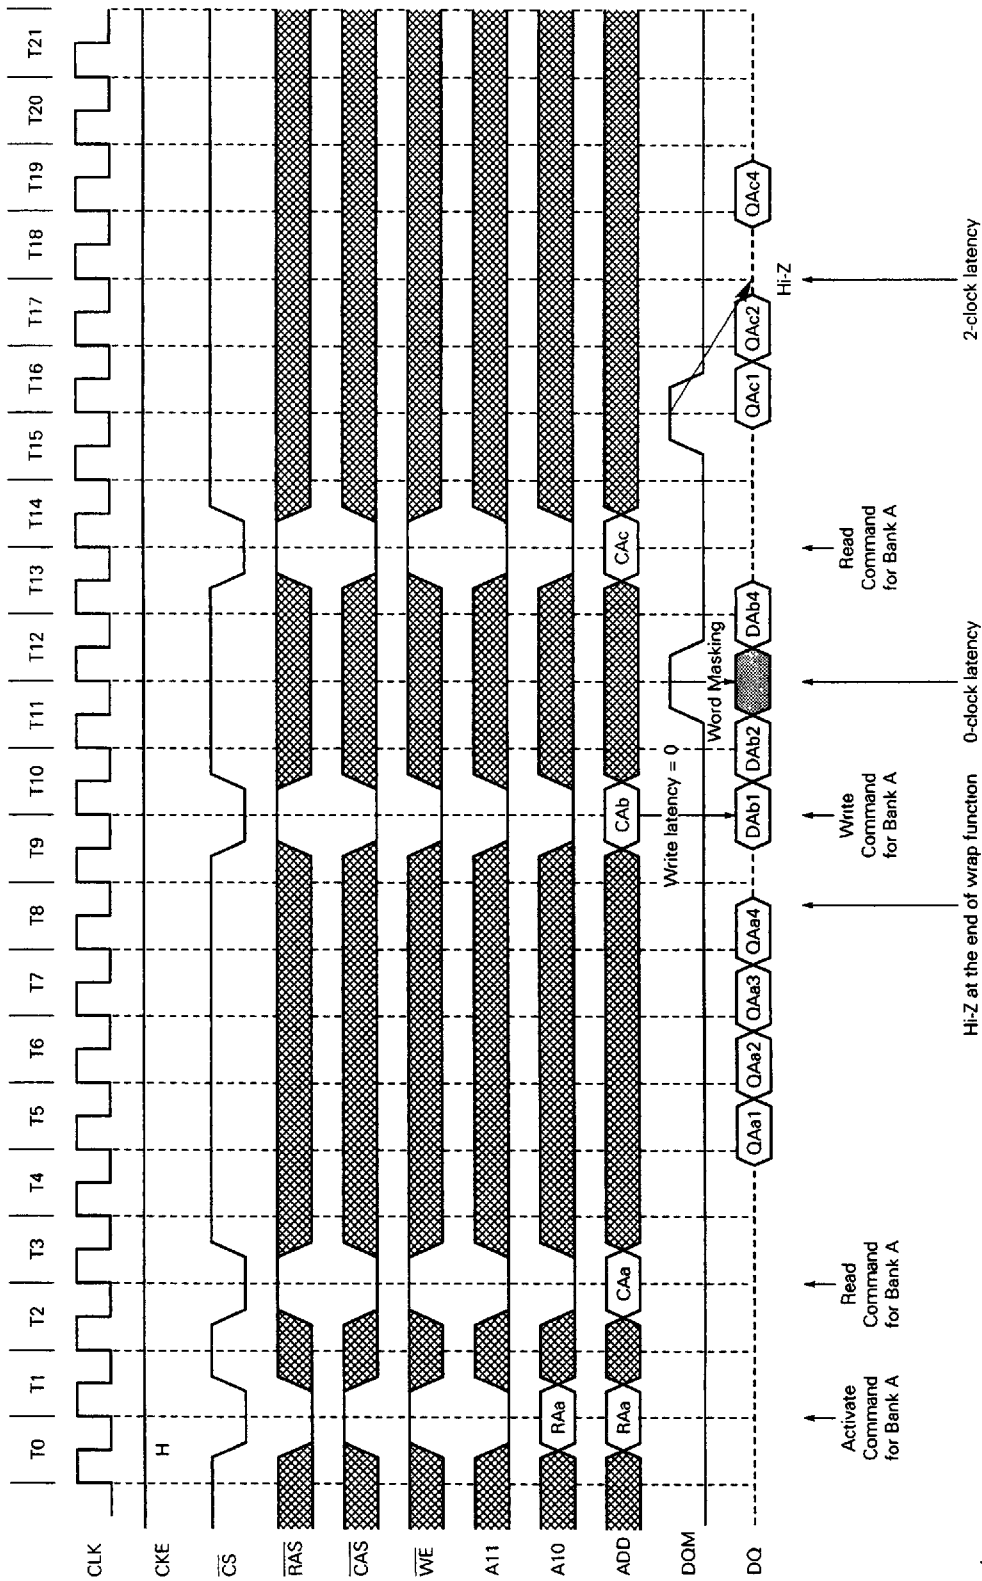 T0 T1 T2 T3 T4 T5 T6 T7 T8 T9 T10 T11 T12 T13 T14 T15 T16 T17 T18 T19 T20 T21
CLK
CKE H
CS
RAS
CAS
WE
A11
A10 RAa
ADD RAa CAa CAb CAc
Write latency = 0
DQM
Word Masking
DQ QAa1 QAa2 QAa3 QAa4 DAb1 DAb2 DAb4 QAc1 QAc2 QAc4
Hi-Z
Activate
Command
for Bank A
Read
Command
for Bank A
Write
Command
for Bank A
Read
Command
for Bank A
Hi-Z at the end of wrap function
0-clock latency
2-clock latency